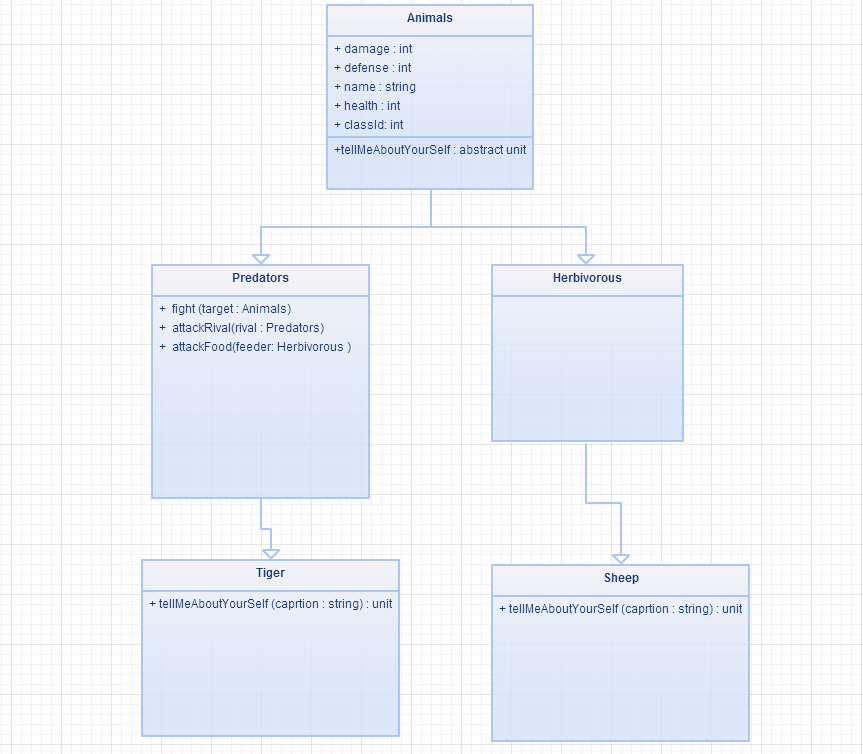 Animals
+ damage : int
+ defense : int
+ name : string
+ health : int
+ classId: int
+tellMeAboutYourSelf : abstract unit
Predators
+ fight (target : Animals)
+ attackRival(rival : Predators)
+ attackFood(feeder: Herbivorous )
Herbivorous
Tiger
+ tellMeAboutYourSelf (caprtion : string) : unit
Sheep
+ tellMeAboutYourSelf (caprtion : string) : unit